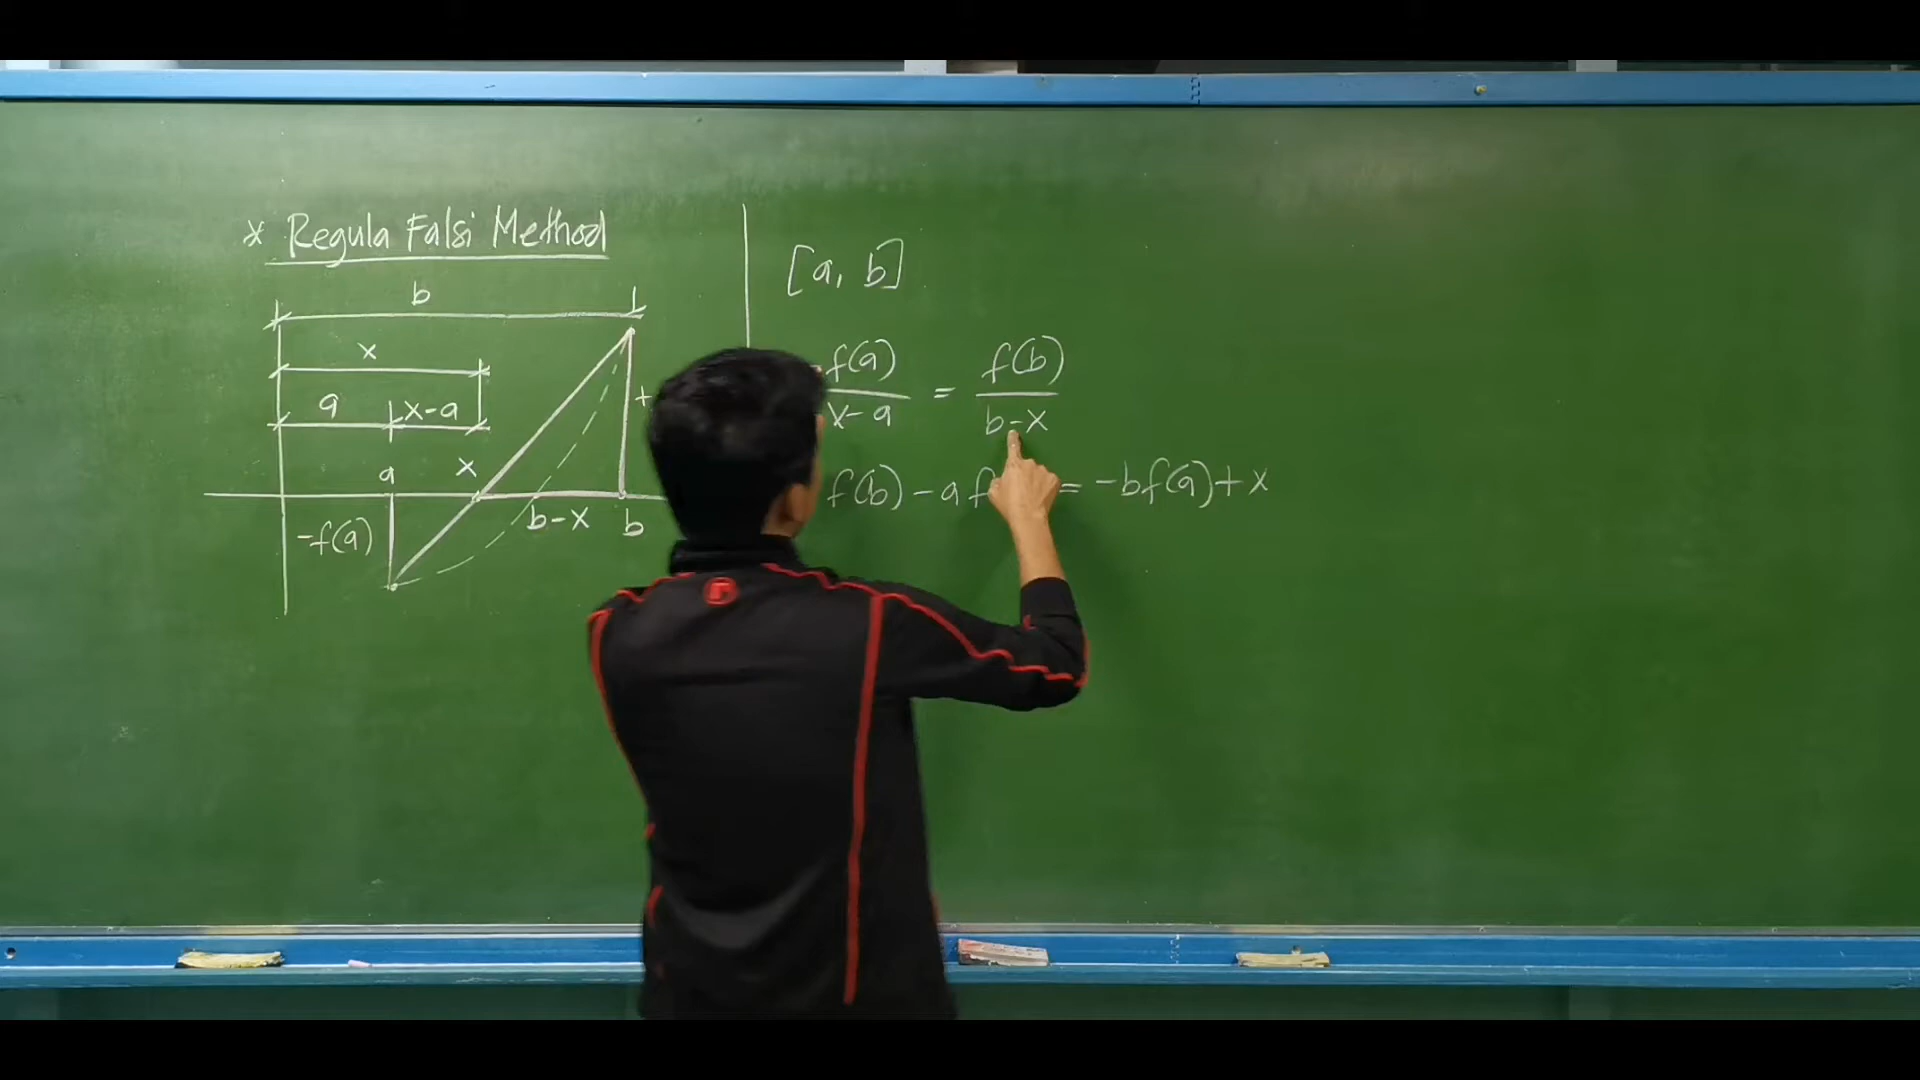 * Regula Falsi Method
b
x
a x-a
a x
-f(a)
b-x b
+
[a, b]
f(a)/x-a = f(b)/b-x
f(b) - a f = -bf(a) + x